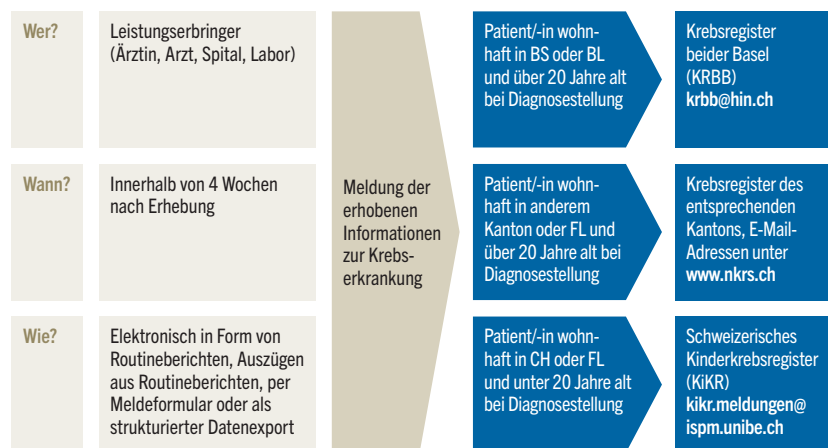 Wer?
Leistungserbringer
(Ärztin, Arzt, Spital, Labor)
Wann?
Innerhalb von 4 Wochen
nach Erhebung
Wie?
Elektronisch in Form von
Routineberichten, Auszügen
aus Routineberichten, per
Meldeformular oder als
strukturierter Datenexport
Meldung der
erhobenen
Informationen
zur Krebs-
erkrankung
Patient/-in wohn-
haft in BS oder BL
und über 20 Jahre alt
bei Diagnosestellung
Krebsregister
beider Basel
(KRBB)
krbb@hin.ch
Patient/-in wohn-
haft in anderem
Kanton oder FL und
über 20 Jahre alt bei
Diagnosestellung
Krebsregister des
entsprechenden
Kantons, E-Mail-
Adressen unter
www.nkrs.ch
Patient/-in wohn-
haft in CH oder FL
und unter 20 Jahre alt
bei Diagnosestellung
Schweizerisches
Kinderkrebsregister
(KiKR)
kikr.meldungen@
ispm.unibe.ch